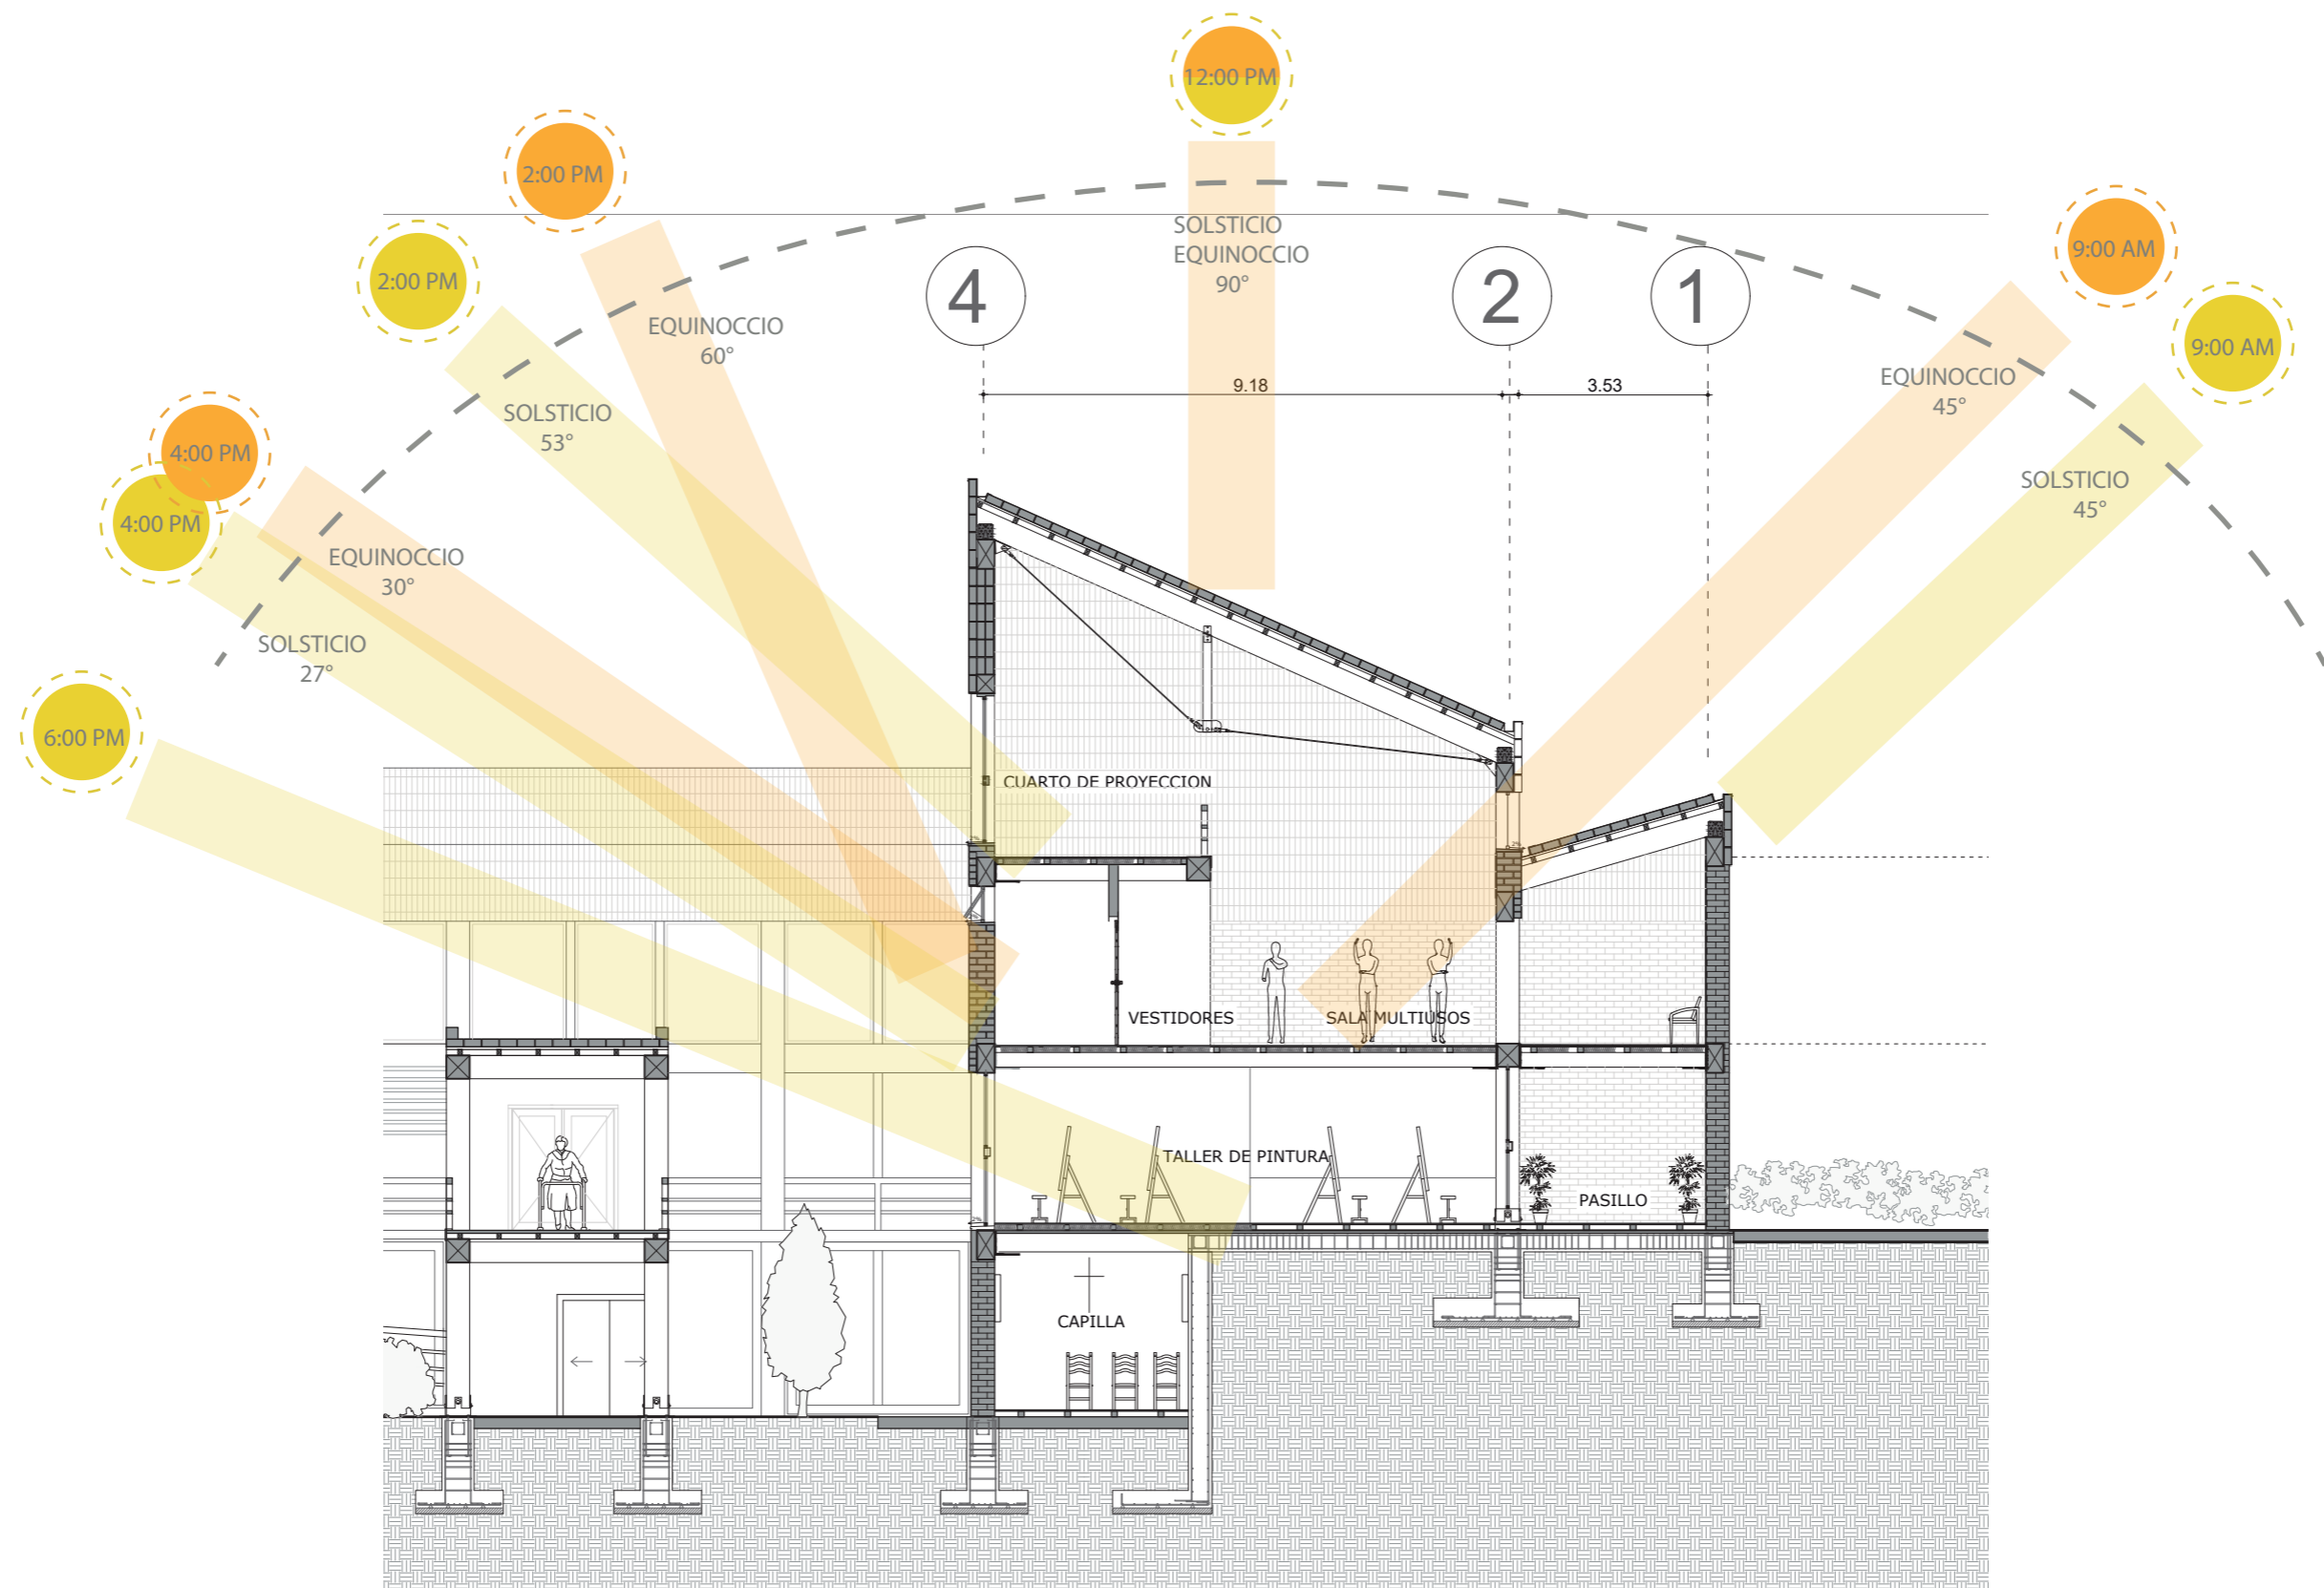 12:00 PM
2:00 PM
9:00 AM
SOLSTICIO
EQUINOCCIO
90°
2:00 PM
4
2
1
EQUINOCCIO
60°
9:00 AM
EQUINOCCIO
45°
9.18
3.53
SOLSTICIO
53°
4:00 PM
4:00 PM
SOLSTICIO
45°
EQUINOCCIO
30°
SOLSTICIO
27°
6:00 PM
CUARTO DE PROYECCION
VESTIDORES
SALA MULTIUSOS
TALLER DE PINTURA
PASILLO
CAPILLA